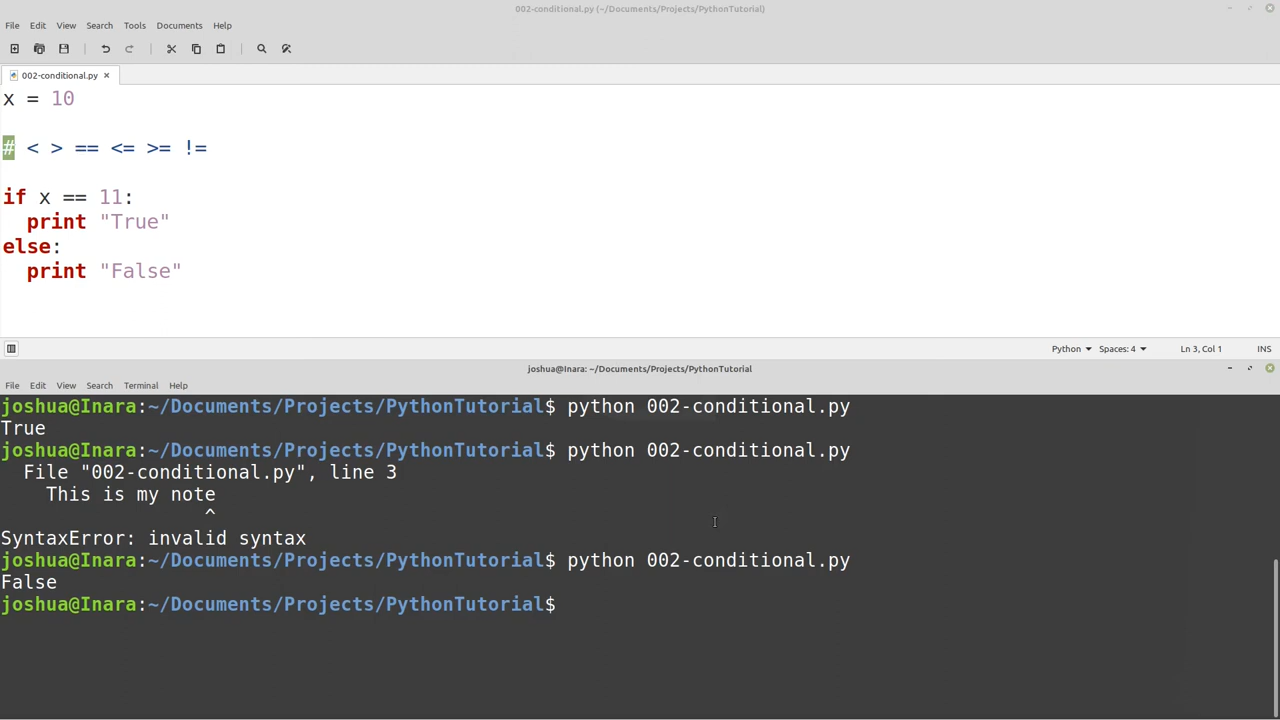 002-conditional.py (~/Documents/Projects/PythonTutorial)
File Edit View Search Tools Documents Help
002-conditional.py ×
x = 10
# < > == <= >= !=
if x == 11:
  print "True"
else:
  print "False"
Python Spaces: 4 Ln 3, Col 1 INS
joshua@Inara: ~/Documents/Projects/PythonTutorial
File Edit View Search Terminal Help
joshua@Inara:~/Documents/Projects/PythonTutorial$ python 002-conditional.py
True
joshua@Inara:~/Documents/Projects/PythonTutorial$ python 002-conditional.py
  File "002-conditional.py", line 3
    This is my note
                  ^
SyntaxError: invalid syntax
joshua@Inara:~/Documents/Projects/PythonTutorial$ python 002-conditional.py
False
joshua@Inara:~/Documents/Projects/PythonTutorial$